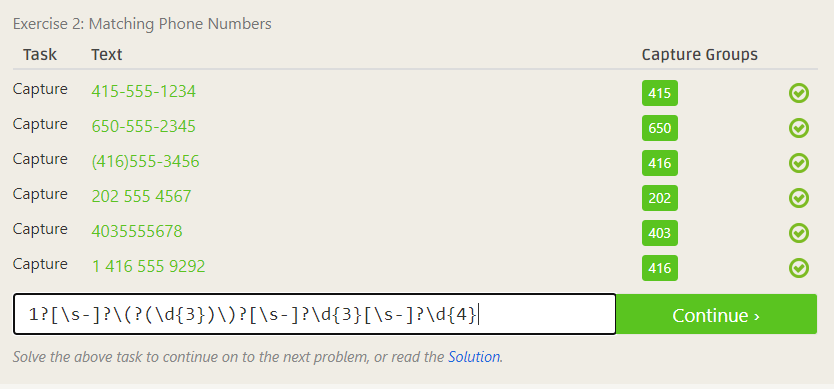 Exercise 2: Matching Phone Numbers
Task Text Capture Groups
Capture 415-555-1234 415
Capture 650-555-2345 650
Capture (416)555-3456 416
Capture 202 555 4567 202
Capture 4035555678 403
Capture 1 416 555 9292 416
1?[\s-]?\(?(\d{3})\)?[\s-]?\d{3}[\s-]?\d{4} Continue ›
Solve the above task to continue on to the next problem, or read the Solution.